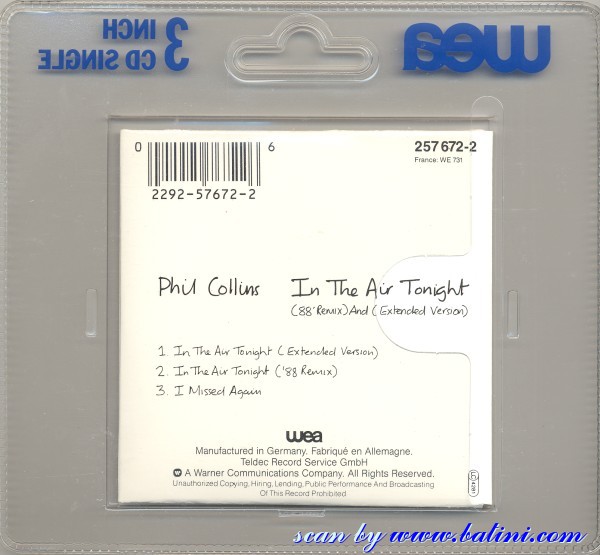 3 INCH
CD SINGLE
wea
0 6
2292-57672-2
257 672-2
France: WE 731
Phil Collins In The Air Tonight
(88' Remix) And (Extended Version)
1. In The Air Tonight (Extended Version)
2. In The Air Tonight ('88 Remix)
3. I Missed Again
wea
Manufactured in Germany. Fabriqué en Allemagne.
Teldec Record Service GmbH
A Warner Communications Company. All Rights Reserved.
Unauthorized Copying, Hiring, Lending, Public Performance And Broadcasting
Of This Record Prohibited
scan by www.batini.com